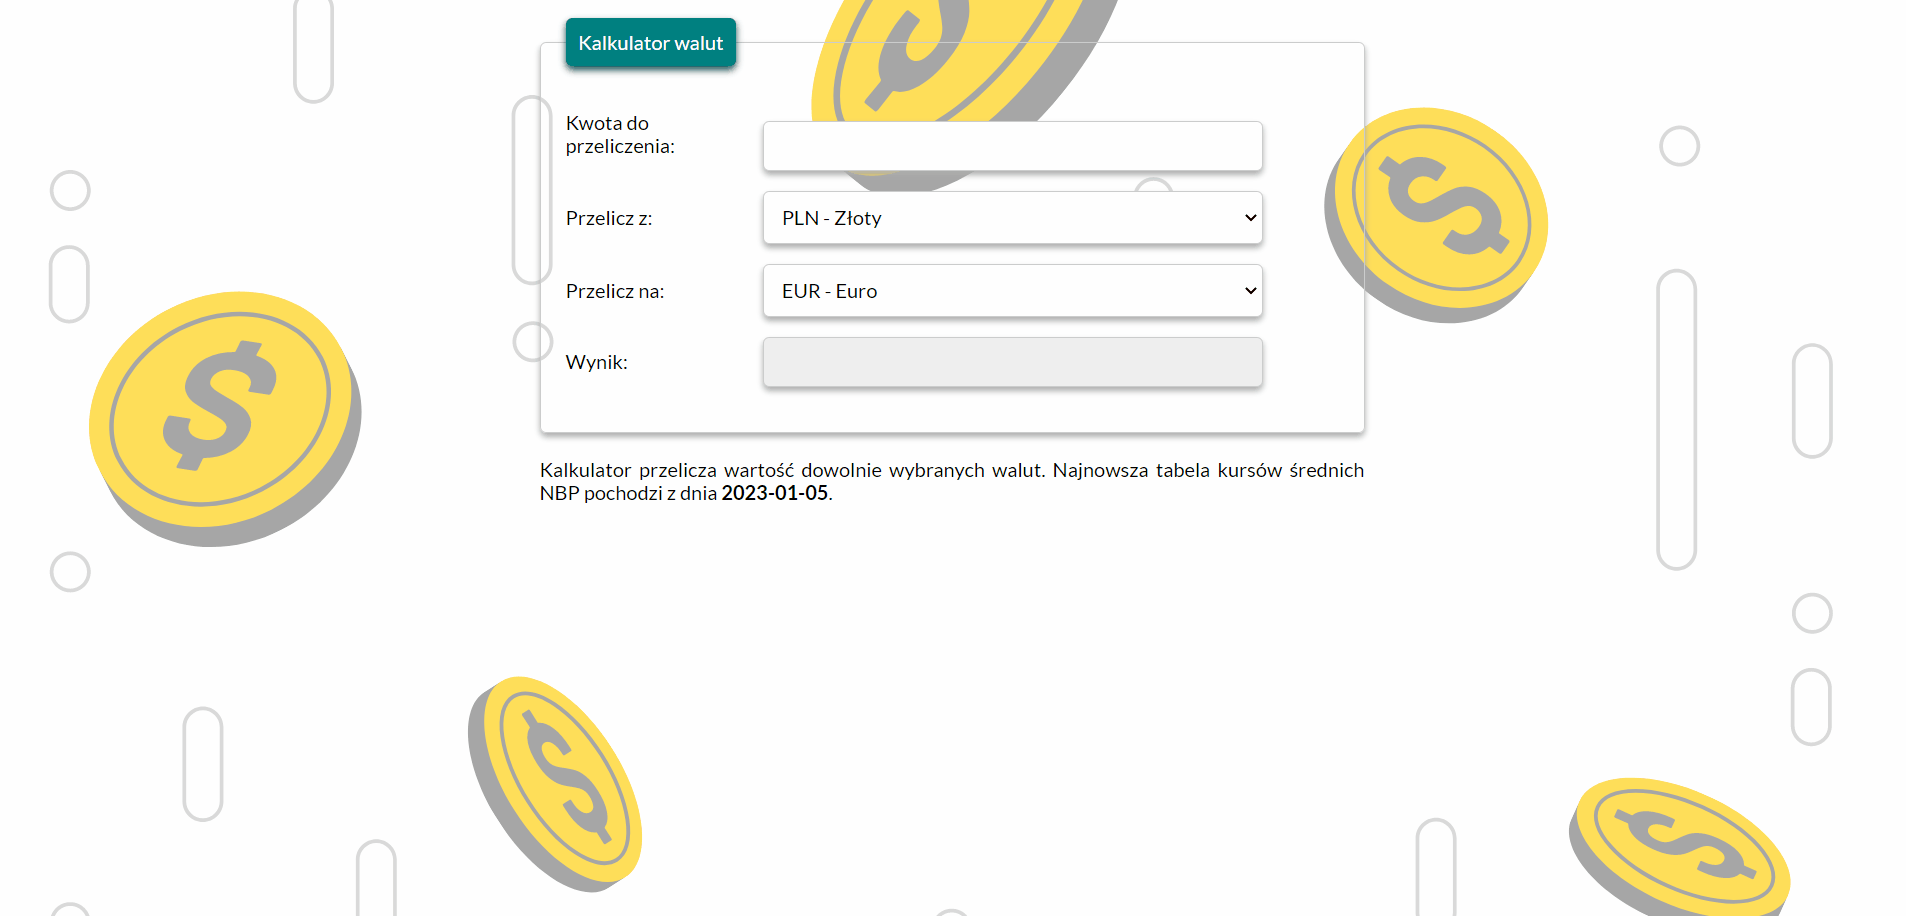 Kalkulator walut
Kwota do
przeliczenia:
Przelicz z:
PLN - Złoty
Przelicz na:
EUR - Euro
Wynik:
Kalkulator przelicza wartość dowolnie wybranych walut. Najnowsza tabela kursów średnich
NBP pochodzi z dnia 2023-01-05.